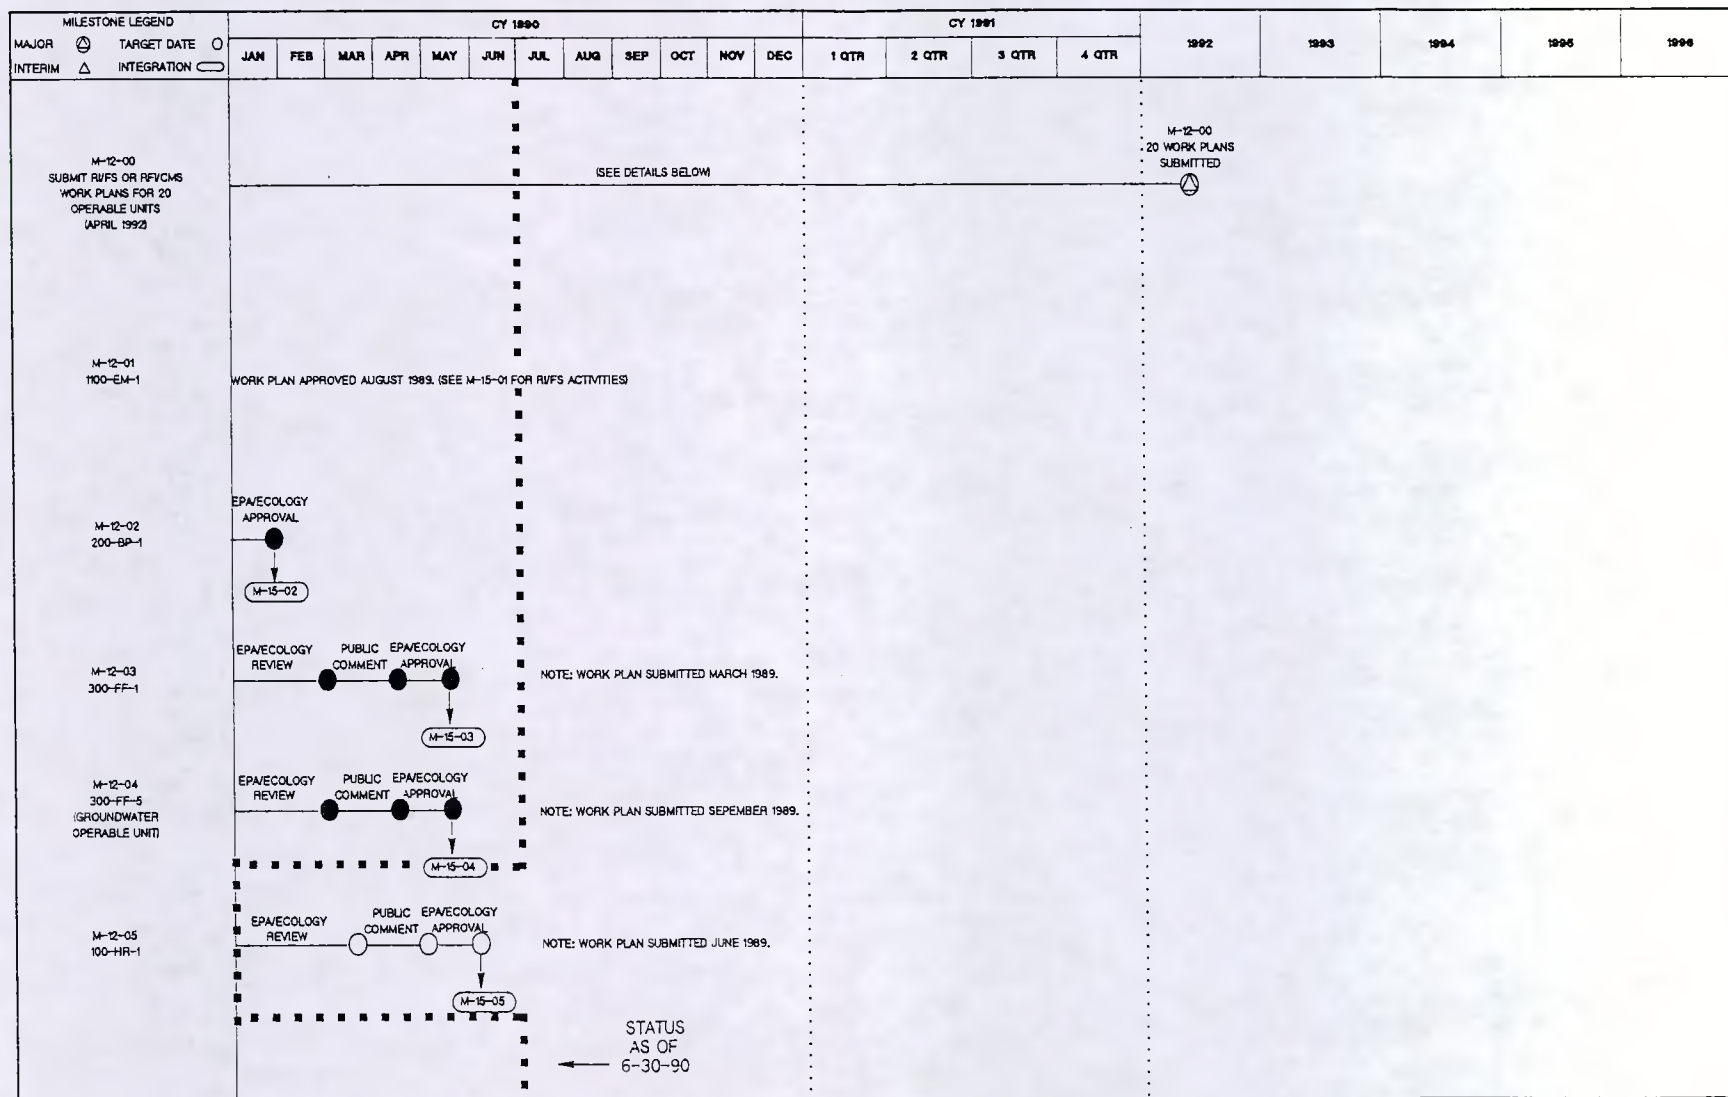 MILESTONE LEGEND
MAJOR TARGET DATE
INTERIM INTEGRATION
CY 1990
JAN FEB MAR APR MAY JUN JUL AUG SEP OCT NOV DEC
CY 1991
1 QTR 2 QTR 3 QTR 4 QTR
1992 1993 1994 1995 1996
M-12-00
SUBMIT RI/FS OR RFI/CMS
WORK PLANS FOR 20
OPERABLE UNITS
(APRIL 1992)
(SEE DETAILS BELOW)
M-12-00
20 WORK PLANS
SUBMITTED
M-12-01
1100-EM-1
WORK PLAN APPROVED AUGUST 1989. (SEE M-15-01 FOR RI/FS ACTIVITIES)
M-12-02
200-BP-1
EPA/ECOLOGY
APPROVAL
M-15-02
M-12-03
300-FF-1
EPA/ECOLOGY
REVIEW
PUBLIC
COMMENT
EPA/ECOLOGY
APPROVAL
M-15-03
NOTE: WORK PLAN SUBMITTED MARCH 1989.
M-12-04
300-FF-5
(GROUNDWATER
OPERABLE UNIT)
EPA/ECOLOGY
REVIEW
PUBLIC
COMMENT
EPA/ECOLOGY
APPROVAL
M-15-04
NOTE: WORK PLAN SUBMITTED SEPEMBER 1989.
M-12-05
100-HR-1
EPA/ECOLOGY
REVIEW
PUBLIC
COMMENT
EPA/ECOLOGY
APPROVAL
M-15-05
NOTE: WORK PLAN SUBMITTED JUNE 1989.
STATUS
AS OF
6-30-90